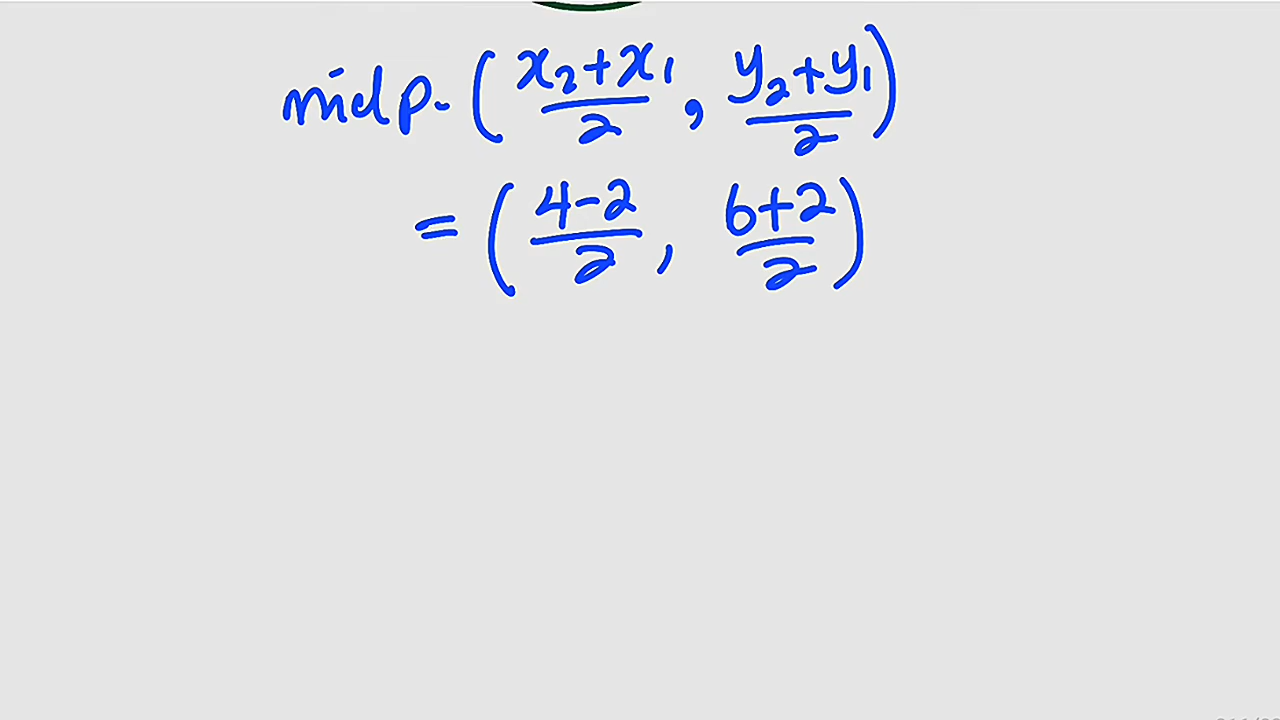 midp. (x₂+x₁/2, y₂+y₁/2)
= (4-2/2, 6+2/2)